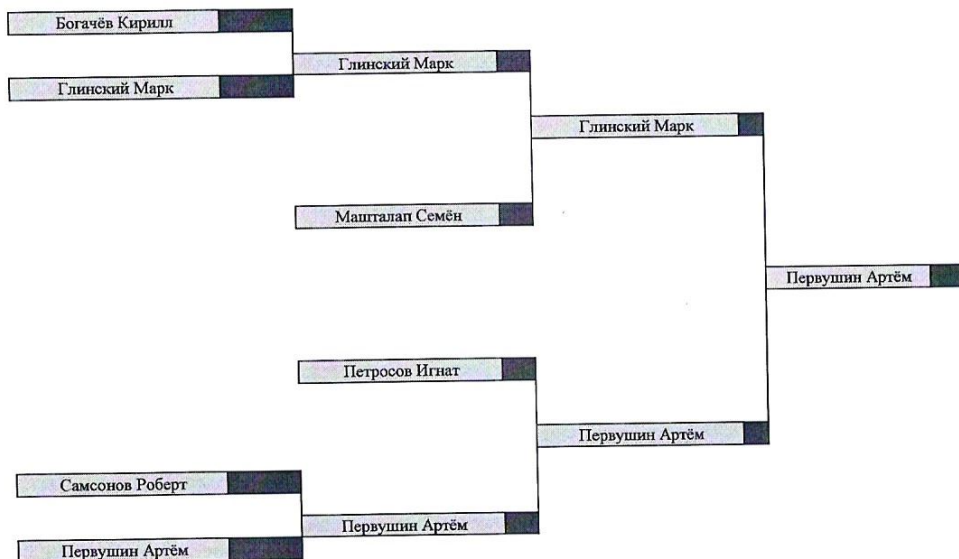 Богачёв Кирилл
Глинский Марк
Глинский Марк
Глинский Марк
Машталап Семён
Первушин Артём
Петросов Игнат
Первушин Артём
Самсонов Роберт
Первушин Артём
Первушин Артём